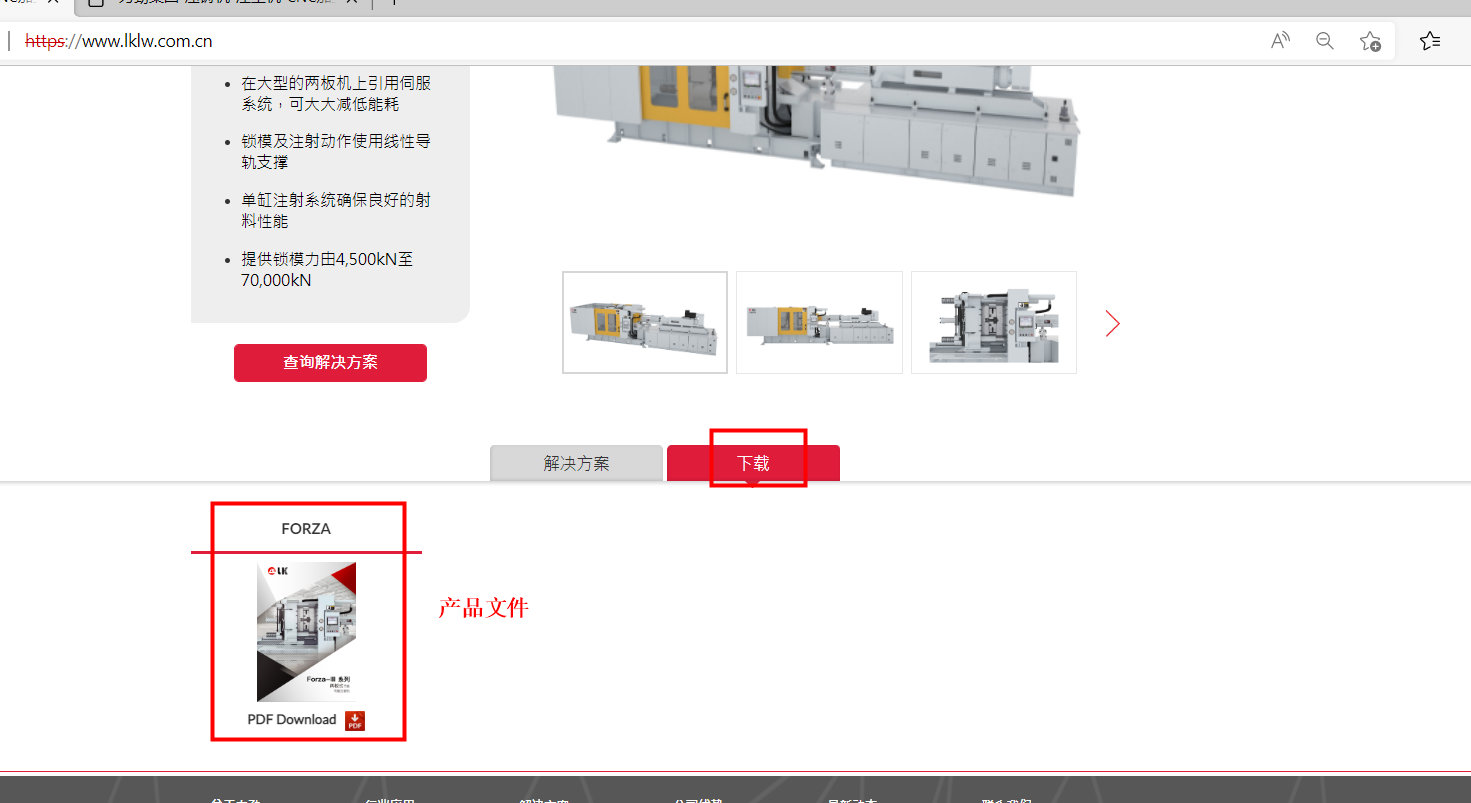 https://www.lklw.com.cn
在大型的两板机上引用伺服
系统，可大大减低能耗
锁模及注射动作使用线性导
轨支撑
单缸注射系统确保良好的射
料性能
提供锁模力由4,500kN至
70,000kN
查询解决方案
解决方案
下载
FORZA
LK
Forza-III 系列
产品文件
PDF Download
PDF